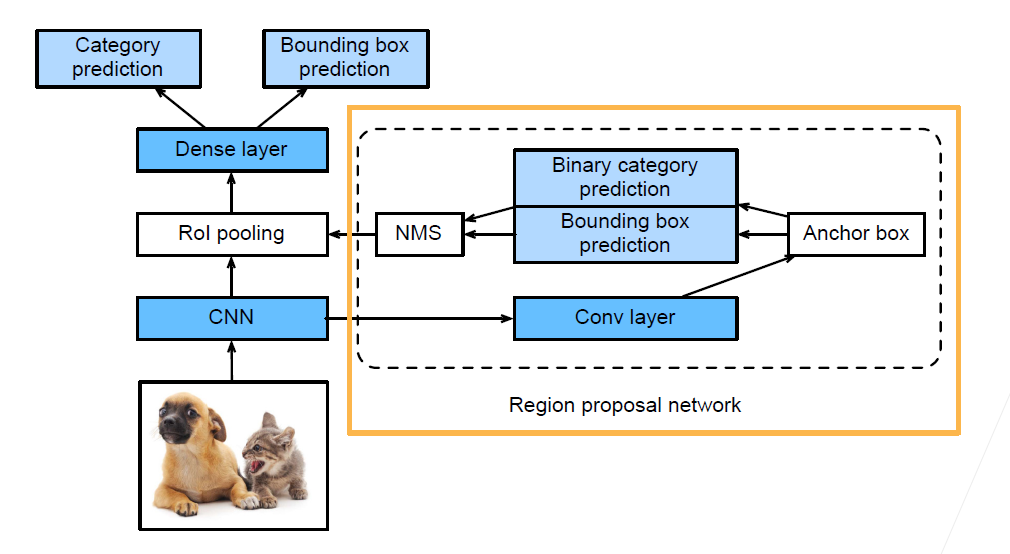 Category
prediction
Bounding box
prediction
Dense layer
Binary category
prediction
RoI pooling
NMS
Bounding box
prediction
Anchor box
CNN
Conv layer
Region proposal network